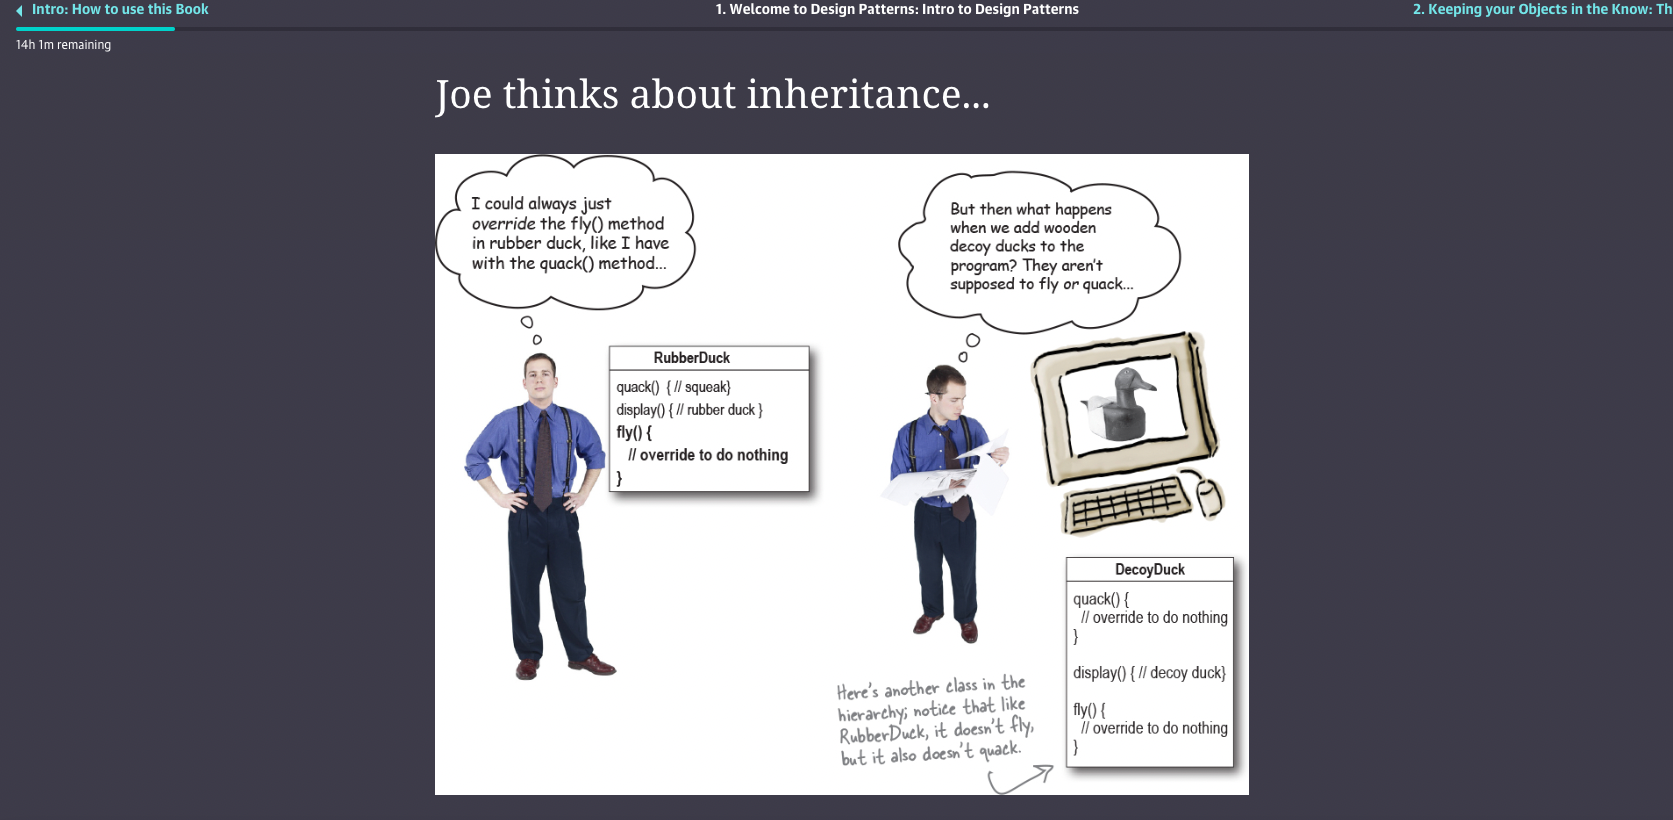 Intro: How to use this Book
1. Welcome to Design Patterns: Intro to Design Patterns
2. Keeping your Objects in the Know: Th
14h 1m remaining
Joe thinks about inheritance...
I could always just
override the fly() method
in rubber duck, like I have
with the quack() method...
But then what happens
when we add wooden
decoy ducks to the
program? They aren't
supposed to fly or quack...
RubberDuck
quack() { // squeak}
display() { // rubber duck }
fly() {
// override to do nothing
}
DecoyDuck
quack() {
// override to do nothing
}
display() { // decoy duck}
fly() {
// override to do nothing
}
Here's another class in the
hierarchy; notice that like
RubberDuck, it doesn't fly,
but it also doesn't quack.